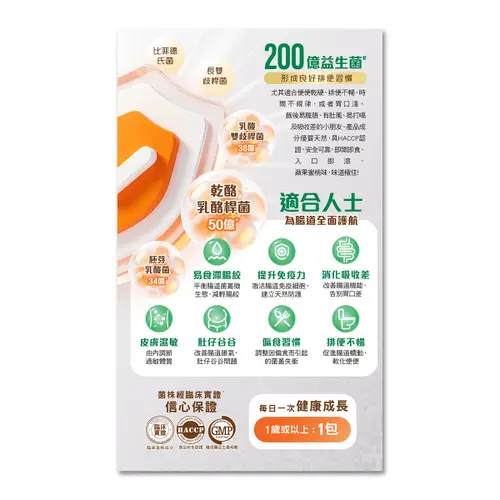 比菲德
氏菌
長雙
歧桿菌
乳酸
雙歧桿菌
38億
乾酪
乳酪桿菌
50億
胚芽
乳酸菌
34億
200億益生菌#
形成良好排便習慣
尤其適合便便乾硬、排便不暢、時
間不規律，或者胃口淺、
飯後易腹脹、有肚風、易打嗝
及吸收差的小朋友。產品成
分優質天然，具HACCP認
證，安全可靠。即開即食、
入口即溶，
蘋果蜜桃味，味道極佳!
適合人士
為腸道全面護航
易食滯腸絞
平衡腸道菌叢微
生態，減輕腸絞
提升免疫力
激活腸道免疫細胞、
建立天然防護
消化吸收差
改善腸道機能，
告別胃口差
皮膚濕敏
由內調節
過敏體質
肚仔谷谷
改善腸道脹氣、
肚仔谷谷問題
偏食習慣
調整因偏食而引起
的菌叢失衡
排便不暢
促進腸道蠕動，
軟化便便
菌株經臨床實證^
信心保證
臨床
實證
HACCP
GMP
每日一次 健康成長
1歲或以上：1包